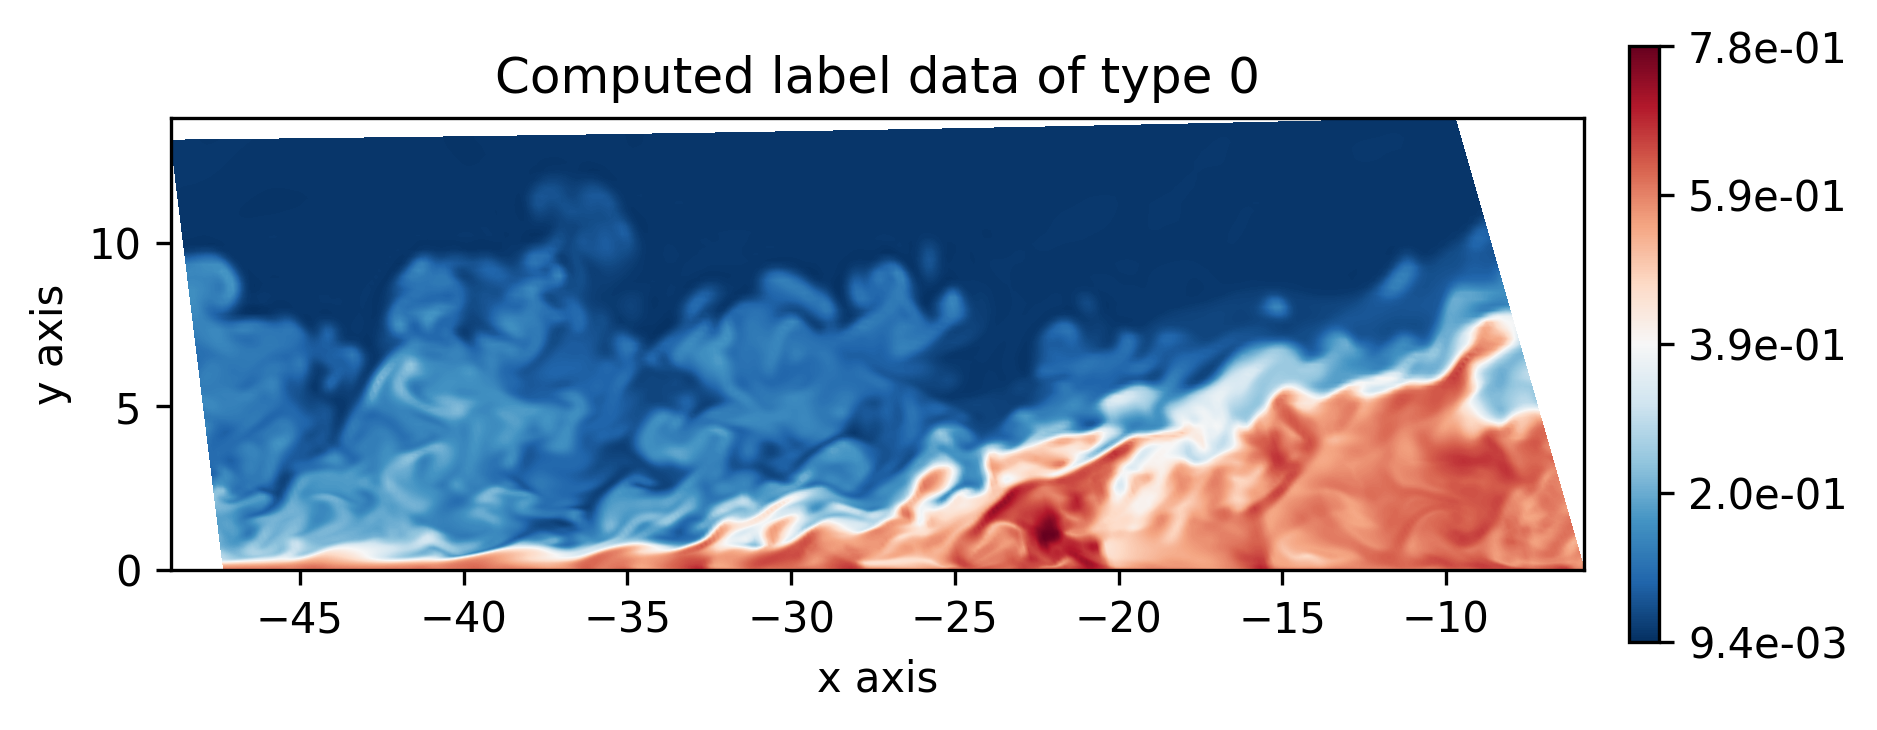 Computed label data of type 0
7.8e-01
5.9e-01
3.9e-01
2.0e-01
9.4e-03
y axis
10
5
0
−45 −40 −35 −30 −25 −20 −15 −10
x axis